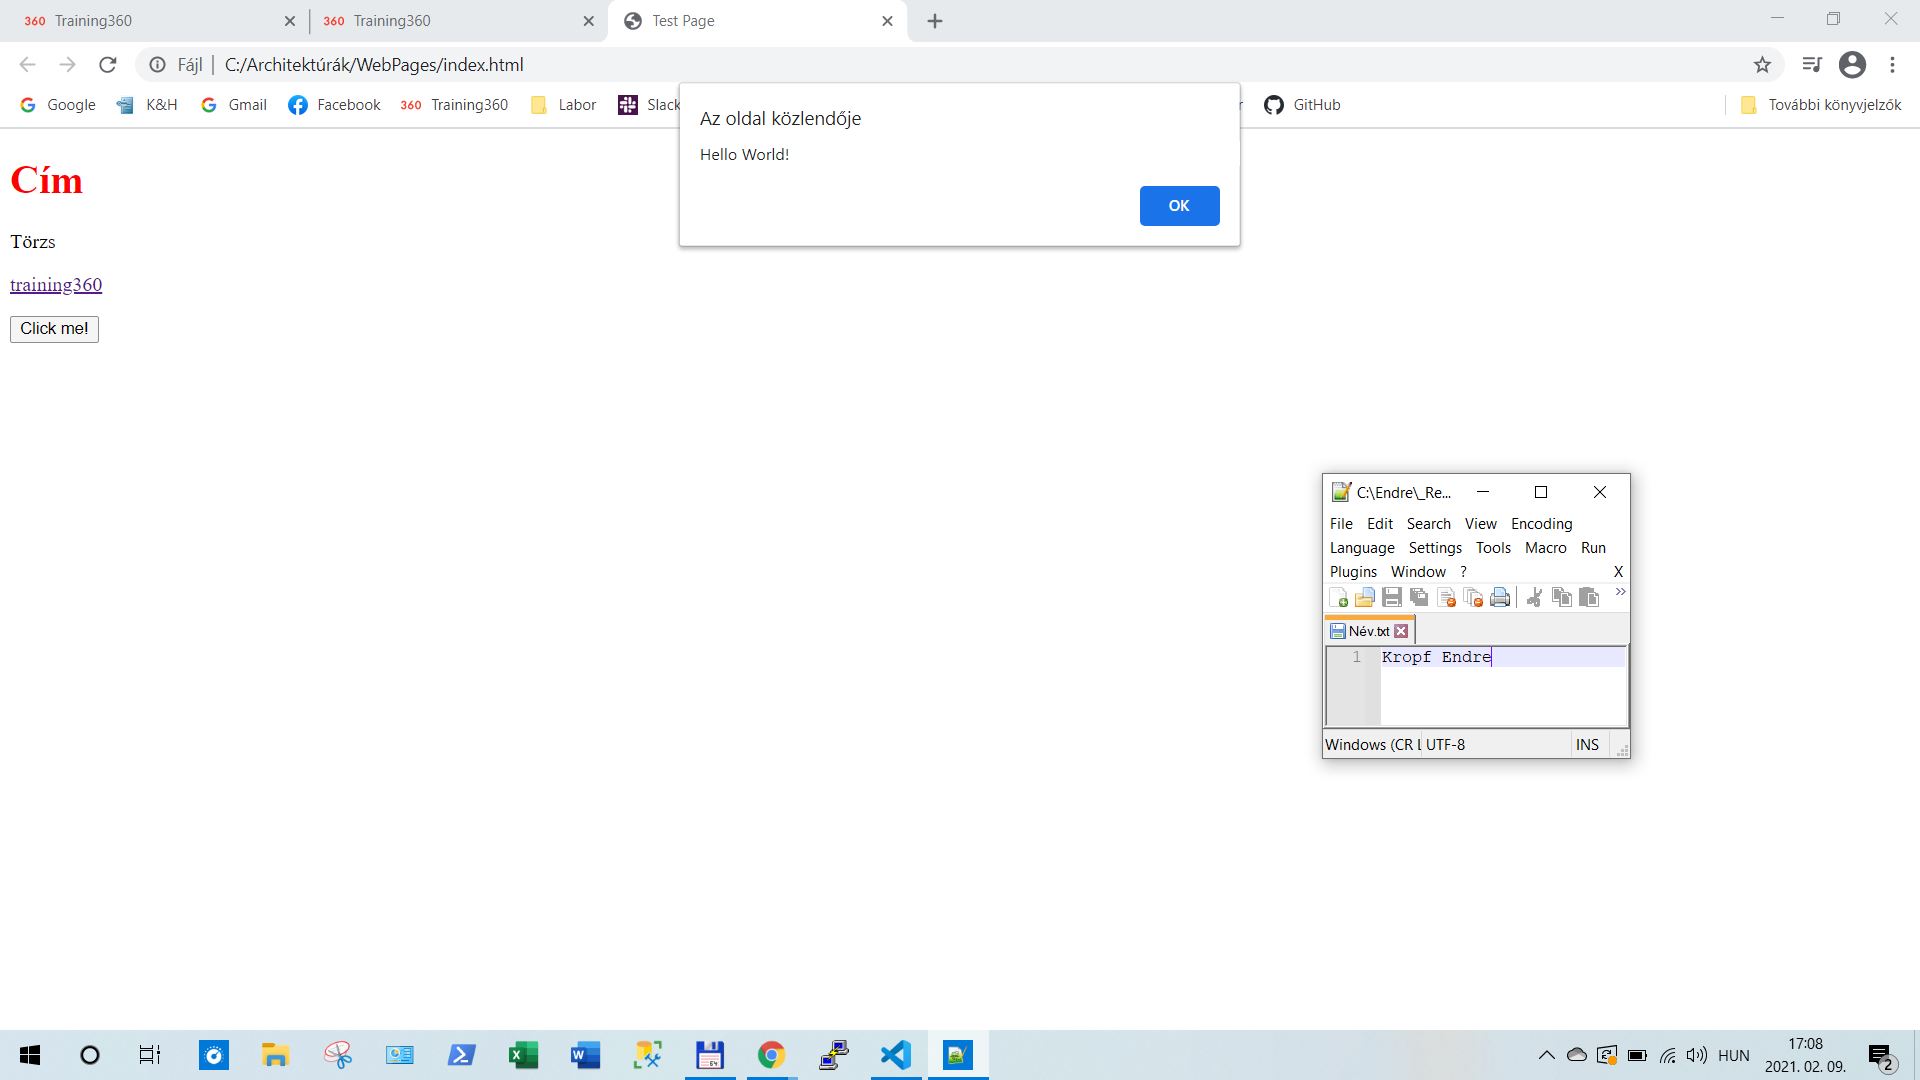 360 Training360
360 Training360
Test Page
Fájl | C:/Architektúrák/WebPages/index.html
Google K&H Gmail Facebook 360 Training360 Labor Slack GitHub További könyvjelzők
Az oldal közlendője
Hello World!
OK
Cím
Törzs
training360
Click me!
C:\Endre\_Re...
File Edit Search View Encoding
Language Settings Tools Macro Run
Plugins Window ? X
Név.txt
1 Kropf Endre
Windows (CR L UTF-8 INS
64
HUN
17:08
2021. 02. 09.
2